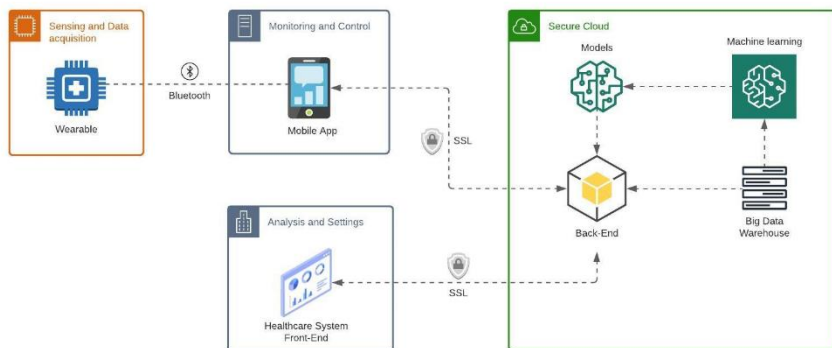 Sensing and Data
acquisition
Wearable
Bluetooth
Monitoring and Control
Mobile App
SSL
Analysis and Settings
Healthcare System
Front-End
SSL
Secure Cloud
Models
Machine learning
Back-End
Big Data
Warehouse